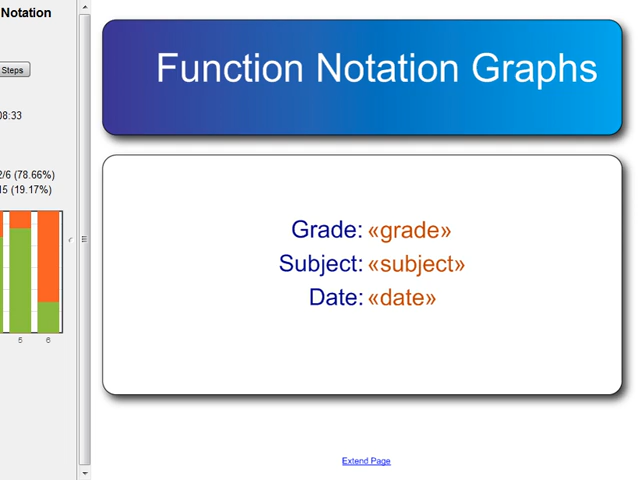 Notation
Steps
08:33
2/6 (78.66%)
15 (19.17%)
5 6
Function Notation Graphs
Grade: «grade»
Subject: «subject»
Date: «date»
Extend Page